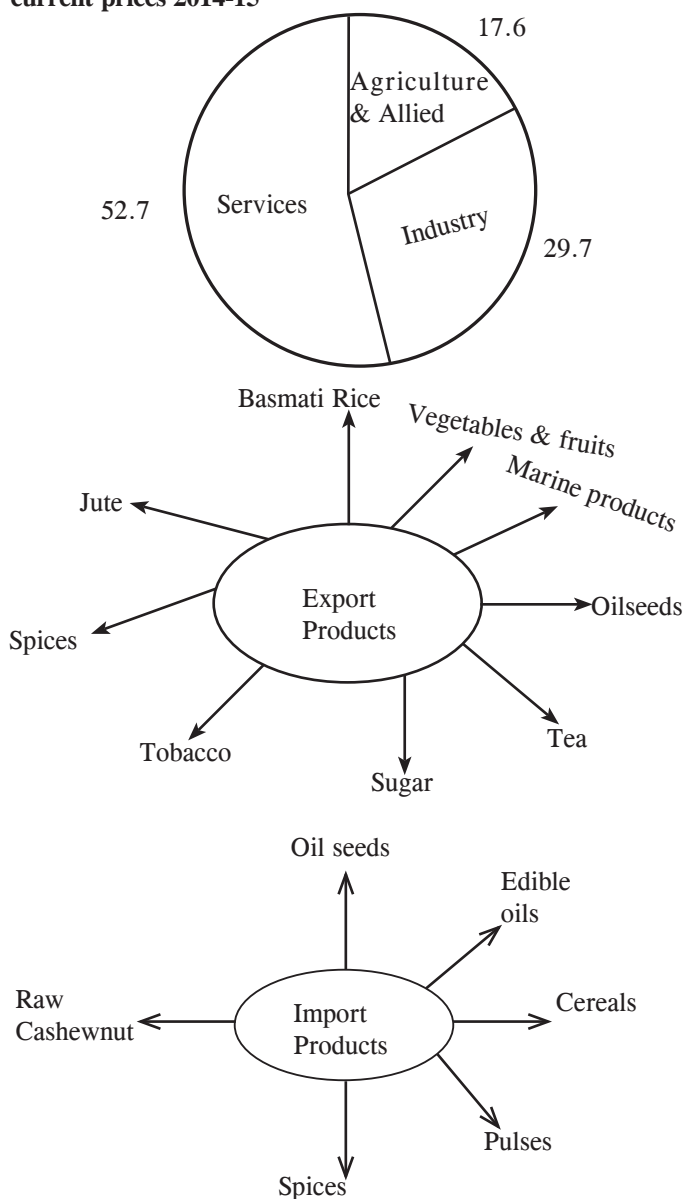 current prices 2014-15
17.6
Agriculture
& Allied
52.7
Services
Industry
29.7
Basmati Rice
Vegetables & fruits
Marine products
Jute
Export
Products
Oilseeds
Spices
Tobacco
Tea
Sugar
Oil seeds
Edible
oils
Raw
Cashewnut
Import
Products
Cereals
Pulses
Spices